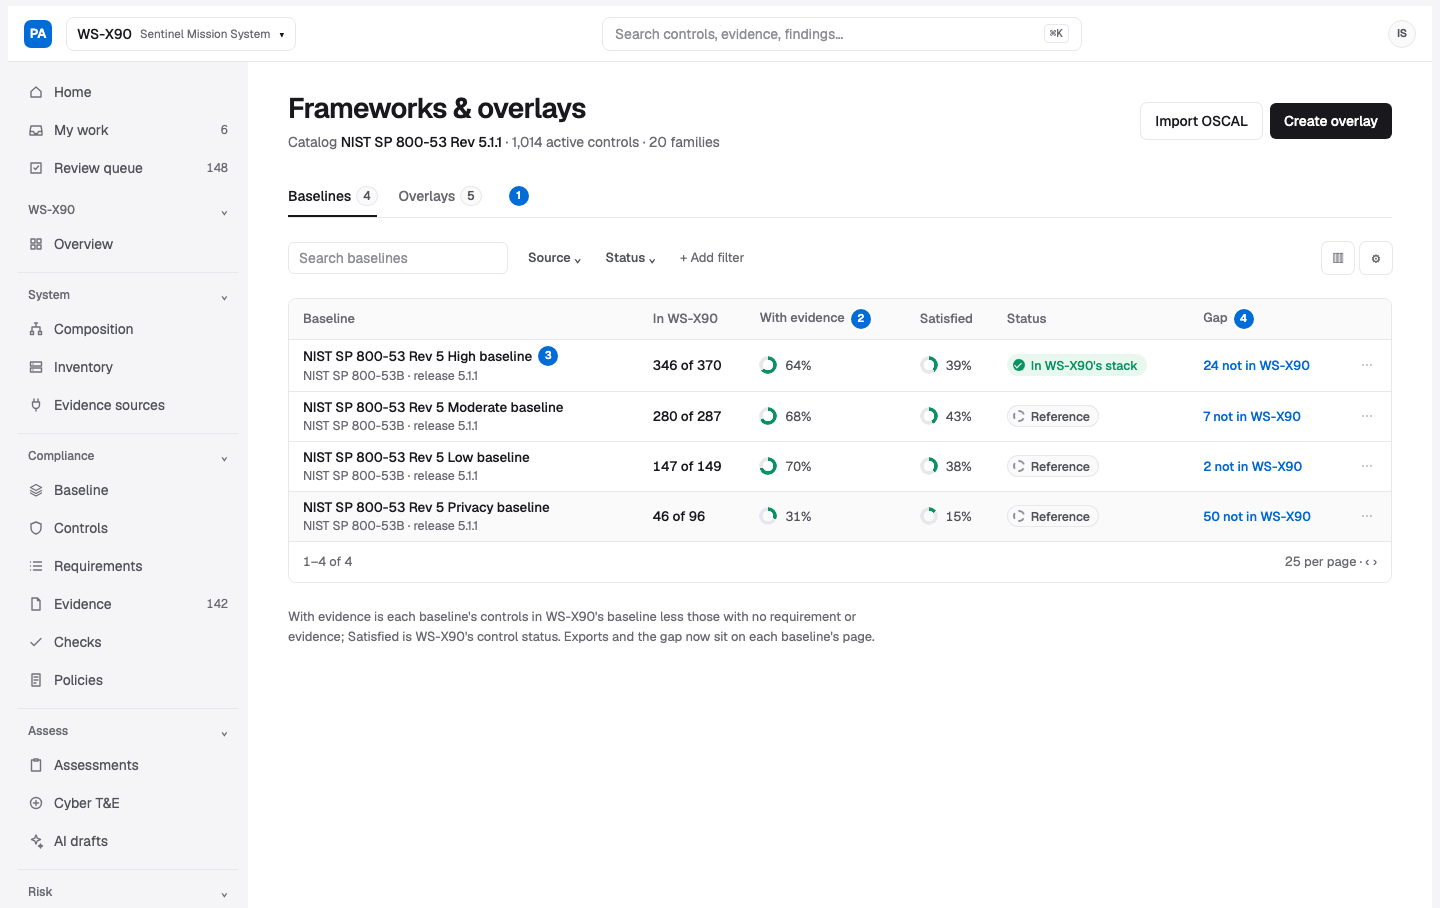 PA
WS-X90 Sentinel Mission System ▾
Search controls, evidence, findings... ⌘K
IS
Home
My work 6
Review queue 148
WS-X90
Overview
System
Composition
Inventory
Evidence sources
Compliance
Baseline
Controls
Requirements
Evidence 142
Checks
Policies
Assess
Assessments
Cyber T&E
AI drafts
Risk
Frameworks & overlays
Catalog NIST SP 800-53 Rev 5.1.1 · 1,014 active controls · 20 families
Import OSCAL
Create overlay
Baselines 4 Overlays 5 1
Search baselines Source Status + Add filter
Baseline In WS-X90 With evidence 2 Satisfied Status Gap 4
NIST SP 800-53 Rev 5 High baseline 3
NIST SP 800-53B · release 5.1.1
346 of 370 64% 39% In WS-X90's stack 24 not in WS-X90 ···
NIST SP 800-53 Rev 5 Moderate baseline
NIST SP 800-53B · release 5.1.1
280 of 287 68% 43% Reference 7 not in WS-X90 ···
NIST SP 800-53 Rev 5 Low baseline
NIST SP 800-53B · release 5.1.1
147 of 149 70% 38% Reference 2 not in WS-X90 ···
NIST SP 800-53 Rev 5 Privacy baseline
NIST SP 800-53B · release 5.1.1
46 of 96 31% 15% Reference 50 not in WS-X90 ···
1–4 of 4 25 per page · ‹ ›
With evidence is each baseline's controls in WS-X90's baseline less those with no requirement or
evidence; Satisfied is WS-X90's control status. Exports and the gap now sit on each baseline's page.